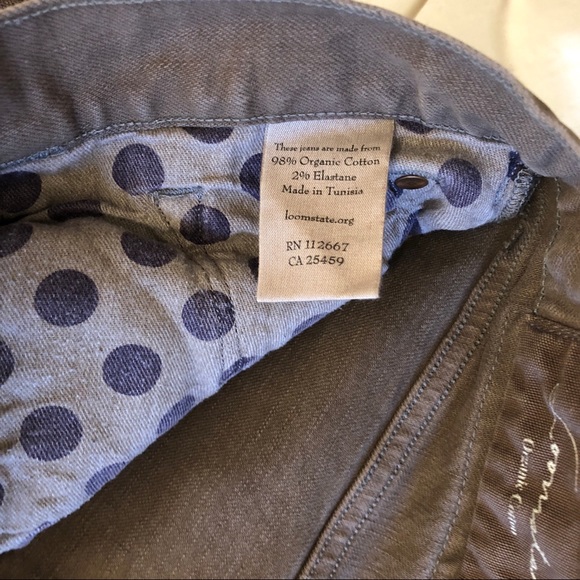 These jeans are made from
98% Organic Cotton
2% Elastane
Made in Tunisia
loomstate.org
RN 112667
CA 25459
Organic Cotton